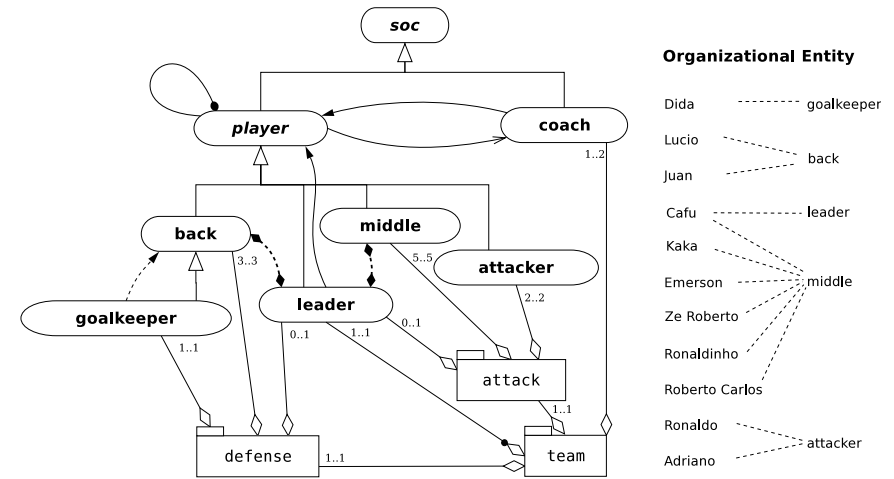 soc
Organizational Entity
player
coach
1..2
back
3..3
middle
5..5
attacker
2..2
goalkeeper
1..1
leader
0..1
1..1
0..1
attack
1..1
defense
1..1
team
Dida
goalkeeper
Lucio
back
Juan
Cafu
leader
Kaka
Emerson
middle
Ze Roberto
Ronaldinho
Roberto Carlos
Ronaldo
attacker
Adriano